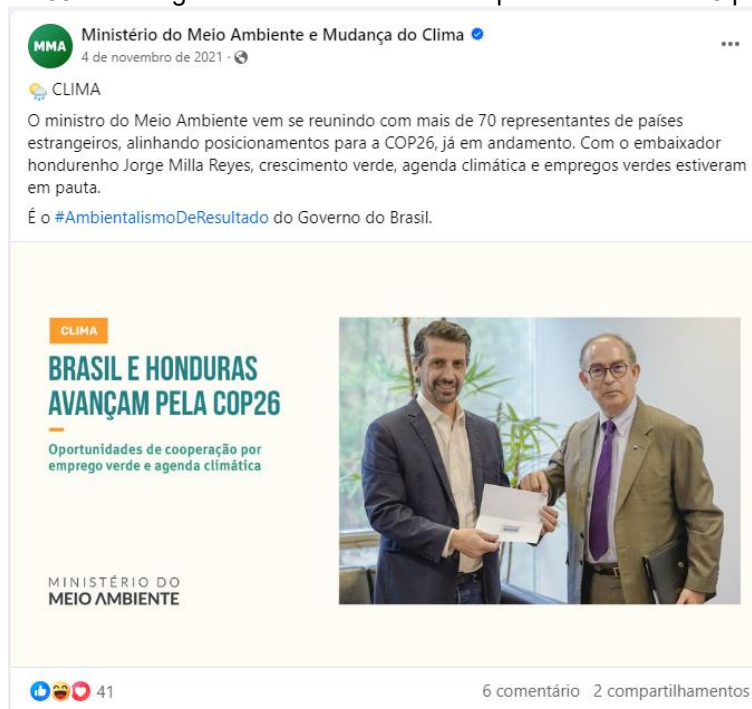 MMA
Ministério do Meio Ambiente e Mudança do Clima
4 de novembro de 2021 ·
CLIMA
O ministro do Meio Ambiente vem se reunindo com mais de 70 representantes de países
estrangeiros, alinhando posicionamentos para a COP26, já em andamento. Com o embaixador
hondurenho Jorge Milla Reyes, crescimento verde, agenda climática e empregos verdes estiveram
em pauta.
É o #AmbientalismoDeResultado do Governo do Brasil.
CLIMA
BRASIL E HONDURAS
AVANÇAM PELA COP26
Oportunidades de cooperação por
emprego verde e agenda climática
MINISTÉRIO DO
MEIO AMBIENTE
41
6 comentário 2 compartilhamentos